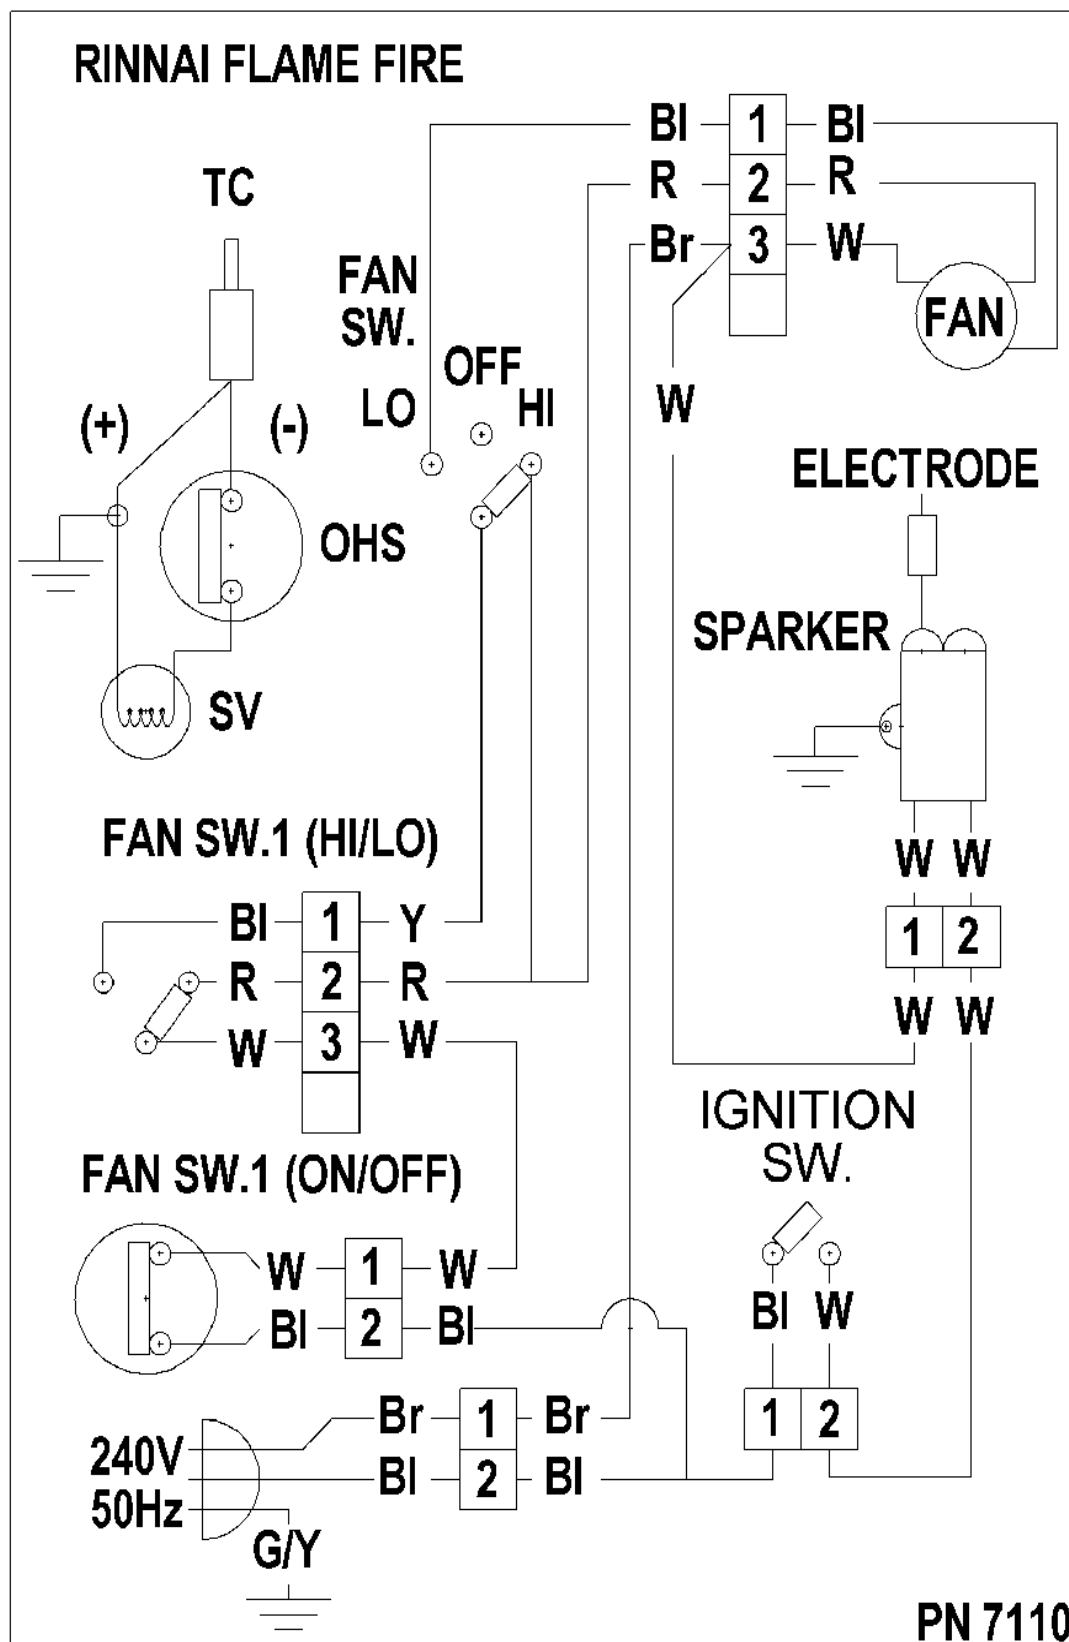 RINNAI FLAME FIRE
Bl 1 Bl
TC
R 2 R
Br 3 W
FAN
SW.
FAN
OFF
LO HI
W
(+) (-)
ELECTRODE
OHS
SPARKER
SV
FAN SW.1 (HI/LO)
W W
Bl 1 Y
1 2
R 2 R
W W
W 3 W
IGNITION
SW.
FAN SW.1 (ON/OFF)
W 1 W
Bl 2 Bl
Bl W
Br 1 Br
1 2
240V
Bl 2 Bl
50Hz
G/Y
PN 7110